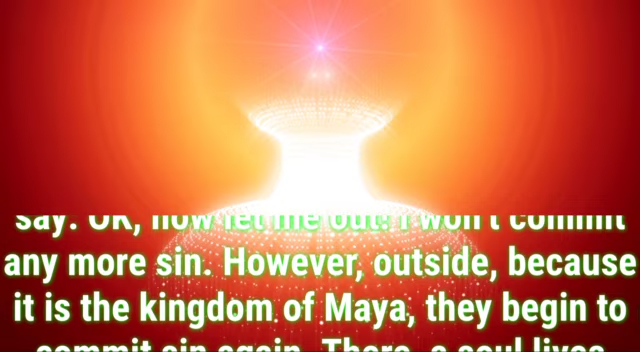 say: OK, now let me out! I won't commit
any more sin. However, outside, because
it is the kingdom of Maya, they begin to
commit sin again. There, a soul lives